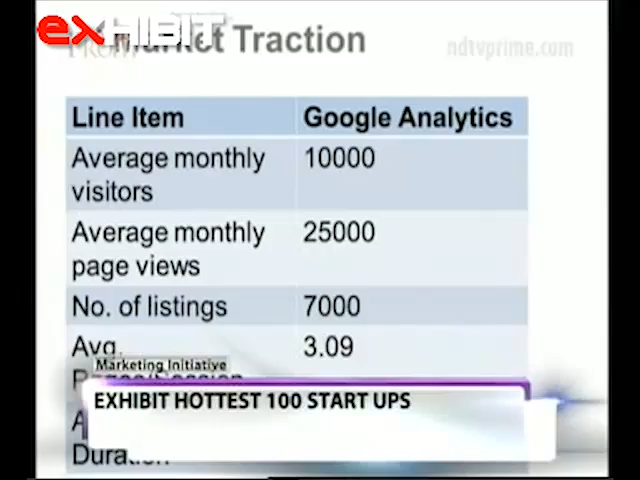 exHIBIT
Market Traction
ndtvprime.com
Line Item Google Analytics
Average monthly visitors 10000
Average monthly page views 25000
No. of listings 7000
Avg. 3.09
Marketing Initiative
EXHIBIT HOTTEST 100 START UPS
Duration